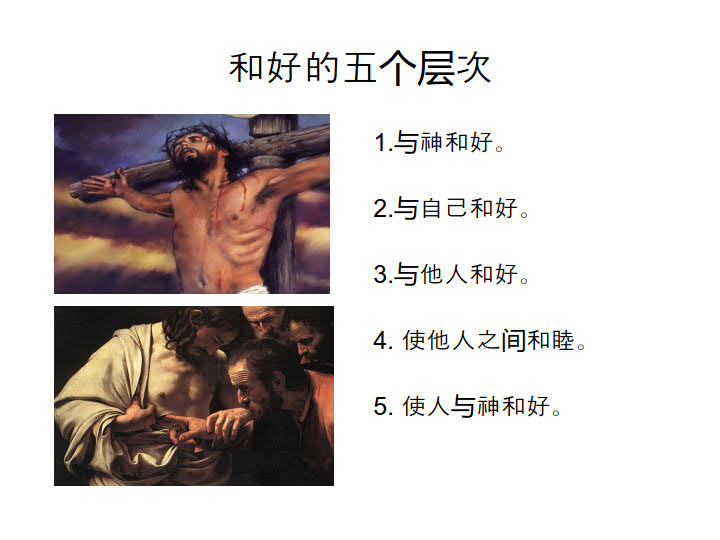 和好的五个层次
1.与神和好。
2.与自己和好。
3.与他人和好。
4. 使他人之间和睦。
5. 使人与神和好。